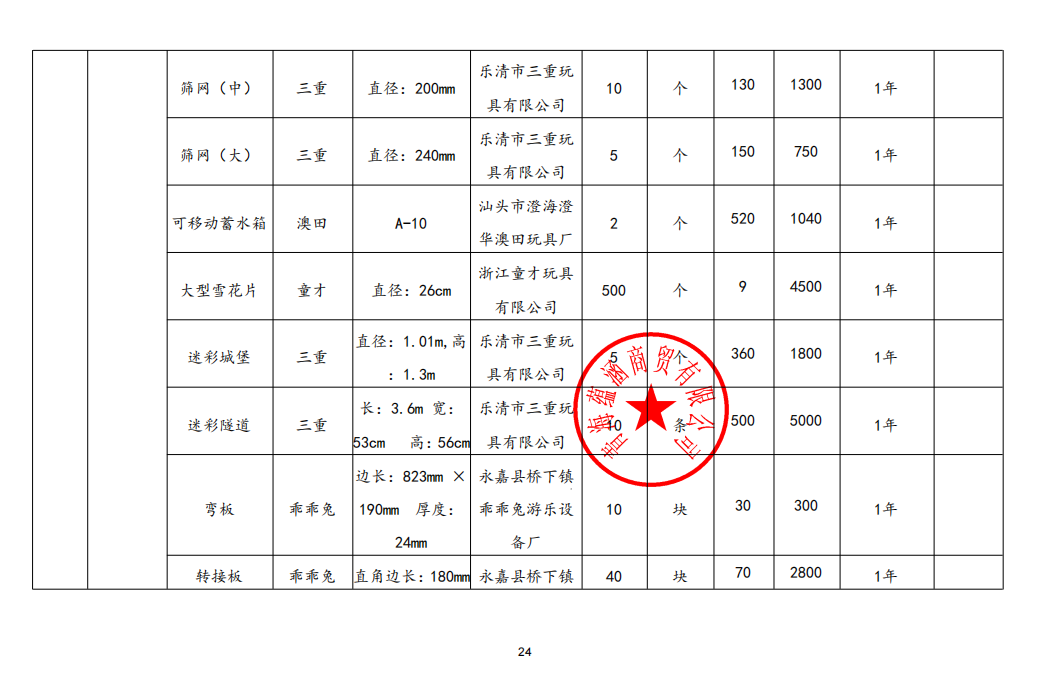 筛网（中） 三重 直径：200mm 乐清市三重玩具有限公司 10 个 130 1300 1年
筛网（大） 三重 直径：240mm 乐清市三重玩具有限公司 5 个 150 750 1年
可移动蓄水箱 澳田 A-10 汕头市澄海澄华澳田玩具厂 2 个 520 1040 1年
大型雪花片 童才 直径：26cm 浙江童才玩具有限公司 500 个 9 4500 1年
迷彩城堡 三重 直径：1.01m,高：1.3m 乐清市三重玩具有限公司 5 个 360 1800 1年
迷彩隧道 三重 长：3.6m 宽：53cm 高：56cm 乐清市三重玩具有限公司 10 条 500 5000 1年
弯板 乖乖兔 边长：823mm × 190mm 厚度：24mm 永嘉县桥下镇乖乖兔游乐设备厂 10 块 30 300 1年
转接板 乖乖兔 直角边长：180mm 永嘉县桥下镇 40 块 70 2800 1年
青海蕴涵商贸有限公司
24